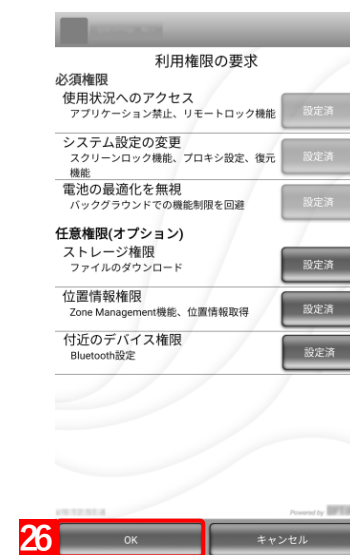 利用権限の要求
必須権限
使用状況へのアクセス
アプリケーション禁止、リモートロック機能
設定済
システム設定の変更
スクリーンロック機能、プロキシ設定、復元
機能
設定済
電池の最適化を無視
バックグラウンドでの機能制限を回避
設定済
任意権限(オプション)
ストレージ権限
ファイルのダウンロード
設定済
位置情報権限
Zone Management機能、位置情報取得
設定済
付近のデバイス権限
Bluetooth設定
設定済
Powered by
26
OK
キャンセル